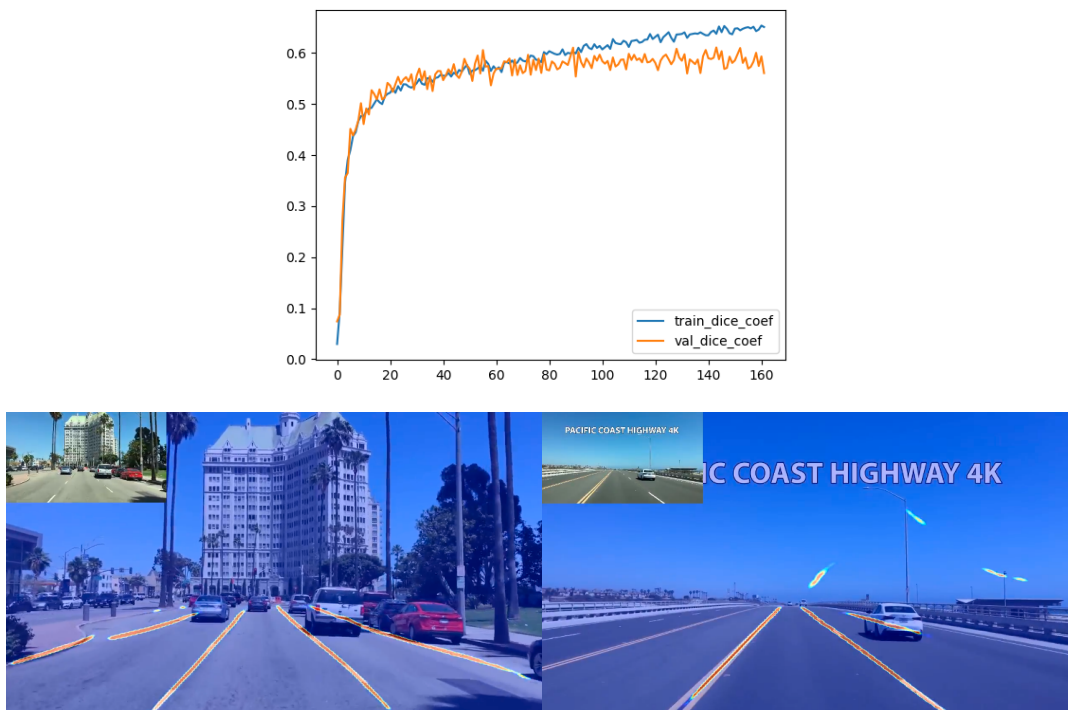 0.6
0.5
0.4
0.3
0.2
0.1
0.0
train_dice_coef
val_dice_coef
0 20 40 60 80 100 120 140 160
PACIFIC COAST HIGHWAY 4K
IC COAST HIGHWAY 4K